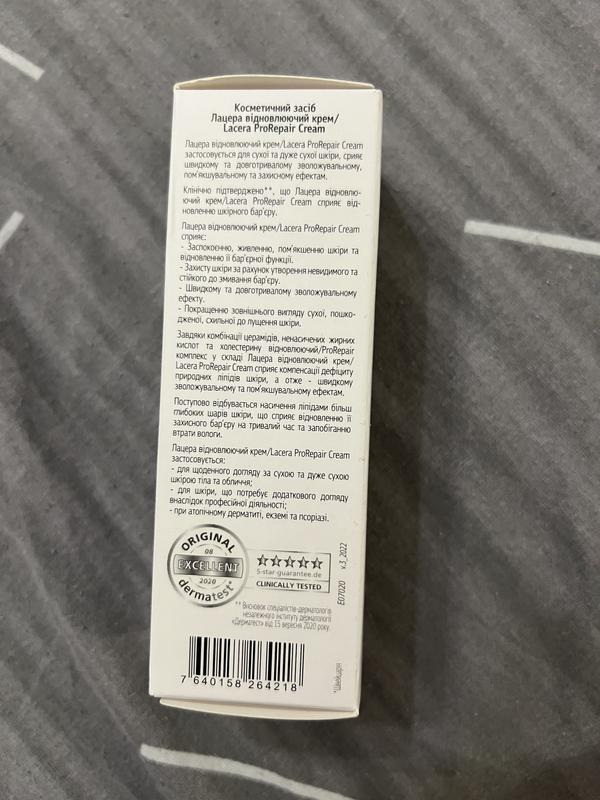 Косметичний засіб
Лацера відновлюючий крем/
Lacera ProRepair Cream
Лацера відновлюючий крем/Lacera ProRepair Cream
застосовується для сухої та дуже сухої шкіри, сприяє
швидкому та довготривалому зволожувальному,
пом'якшувальному та захисному ефектам.
Клінічно підтверджено**, що Лацера відновлю-
ючий крем/Lacera ProRepair Cream сприяє від-
новленню шкірного бар'єру.
Лацера відновлюючий крем/Lacera ProRepair Cream
сприяє:
- Заспокоєнню, живленню, пом'якшенню шкіри та
відновленню її бар'єрної функції.
- Захисту шкіри за рахунок утворення невидимого та
стійкого до змивання бар'єру.
- Швидкому та довготривалому зволожувальному
ефекту.
- Покращенню зовнішнього вигляду сухої, пошко-
дженої, схильної до лущення шкіри.
Завдяки комбінації церамідів, ненасичених жирних
кислот та холестерину відновлюючий/ProRepair
комплекс у складі Лацера відновлюючий крем/
Lacera ProRepair Cream сприяє компенсації дефіциту
природних ліпідів шкіри, а отже - швидкому
зволожувальному та пом'якшувальному ефектам.
Поступово відбувається насичення ліпідами більш
глибоких шарів шкіри, що сприяє відновленню її
захисного бар'єру на тривалий час та запобіганню
втрати вологи.
Лацера відновлюючий крем/Lacera ProRepair Cream
застосовується:
- для щоденного догляду за сухою та дуже сухою
шкірою тіла та обличчя;
- для шкіри, що потребує додаткового догляду
внаслідок професійної діяльності;
- при атопічному дерматиті, екземі та псоріазі.
ORIGINAL
08
EXCELLENT
2020
dermatest®
5-star-guarantee.de
CLINICALLY TESTED
** Висновок спеціалістів-дерматологів
незалежного інституту дерматології
«Дерматест» від 15 вересня 2020 року.
E07020 v.3_2022
*Швейцарія
7 640158 264218